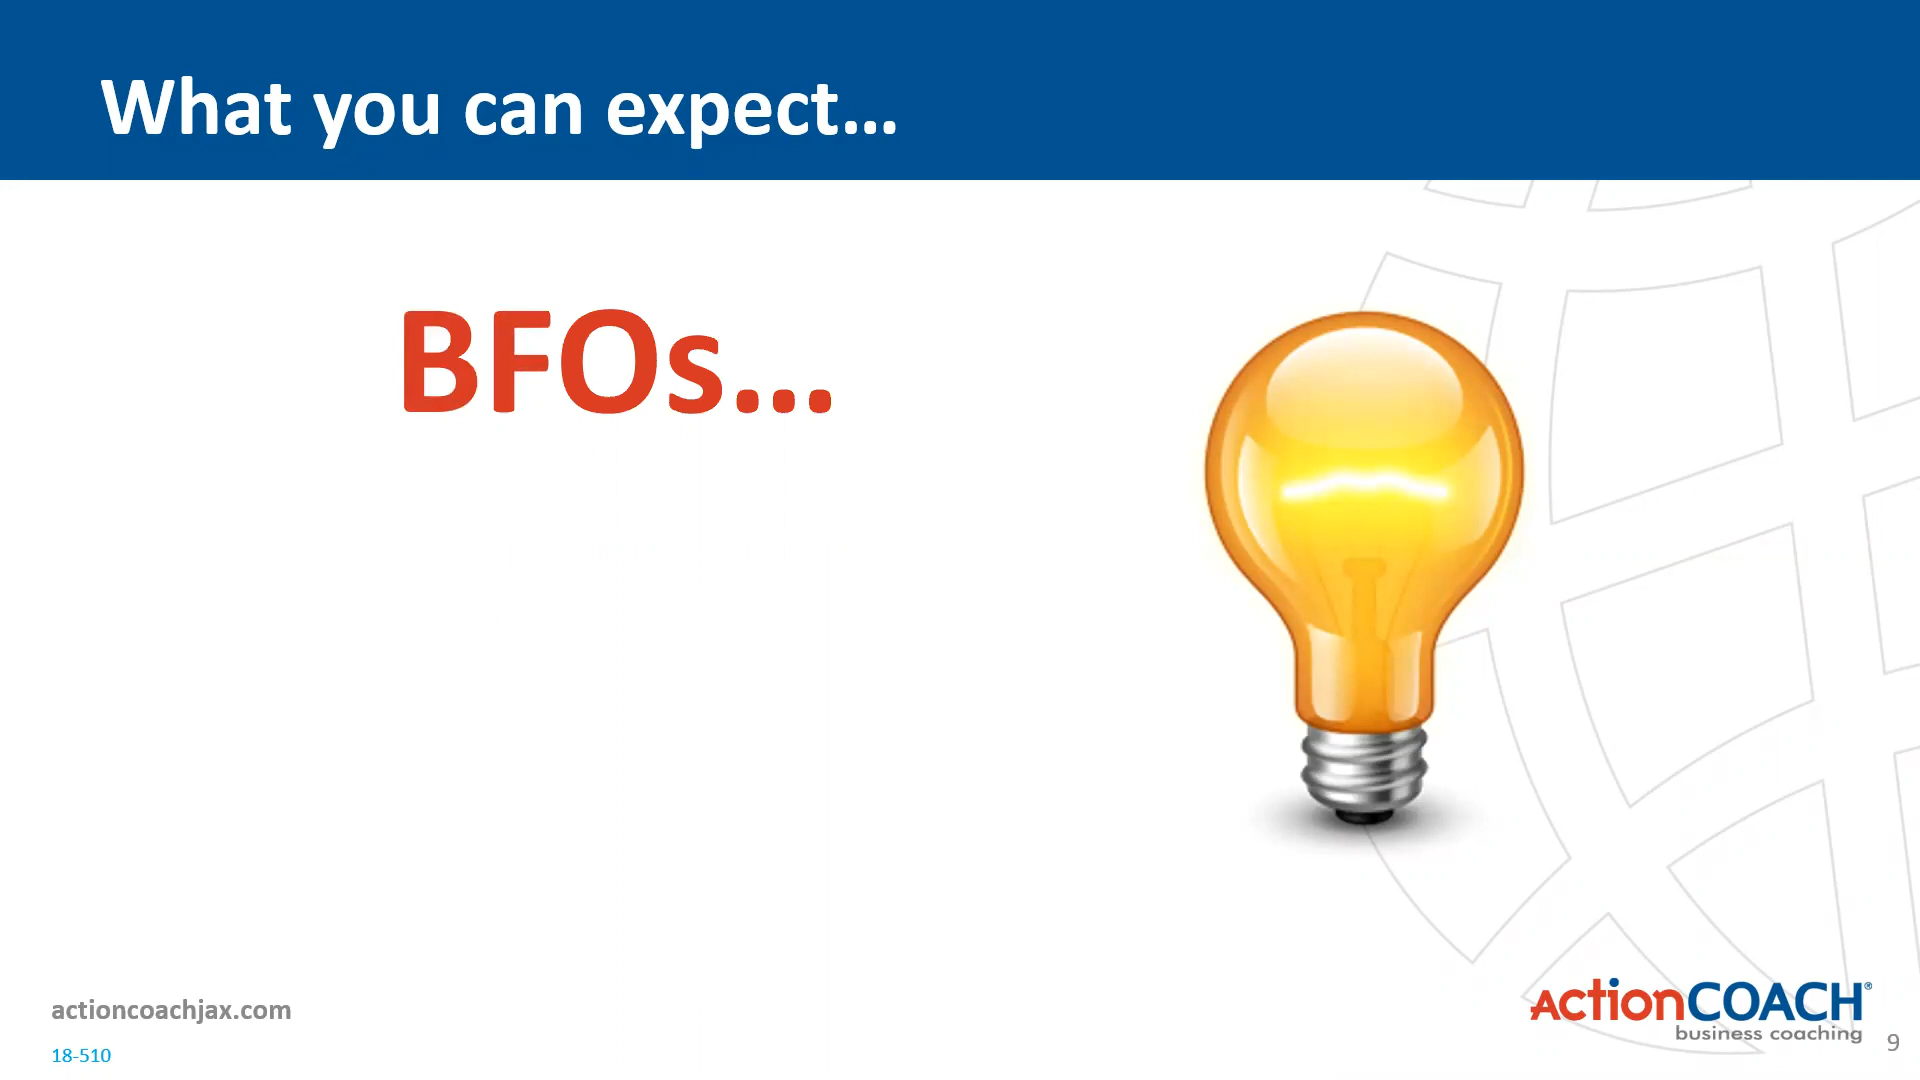 What you can expect...
BFOs...
actioncoachjax.com
18-510
ActionCOACH®
business coaching
9